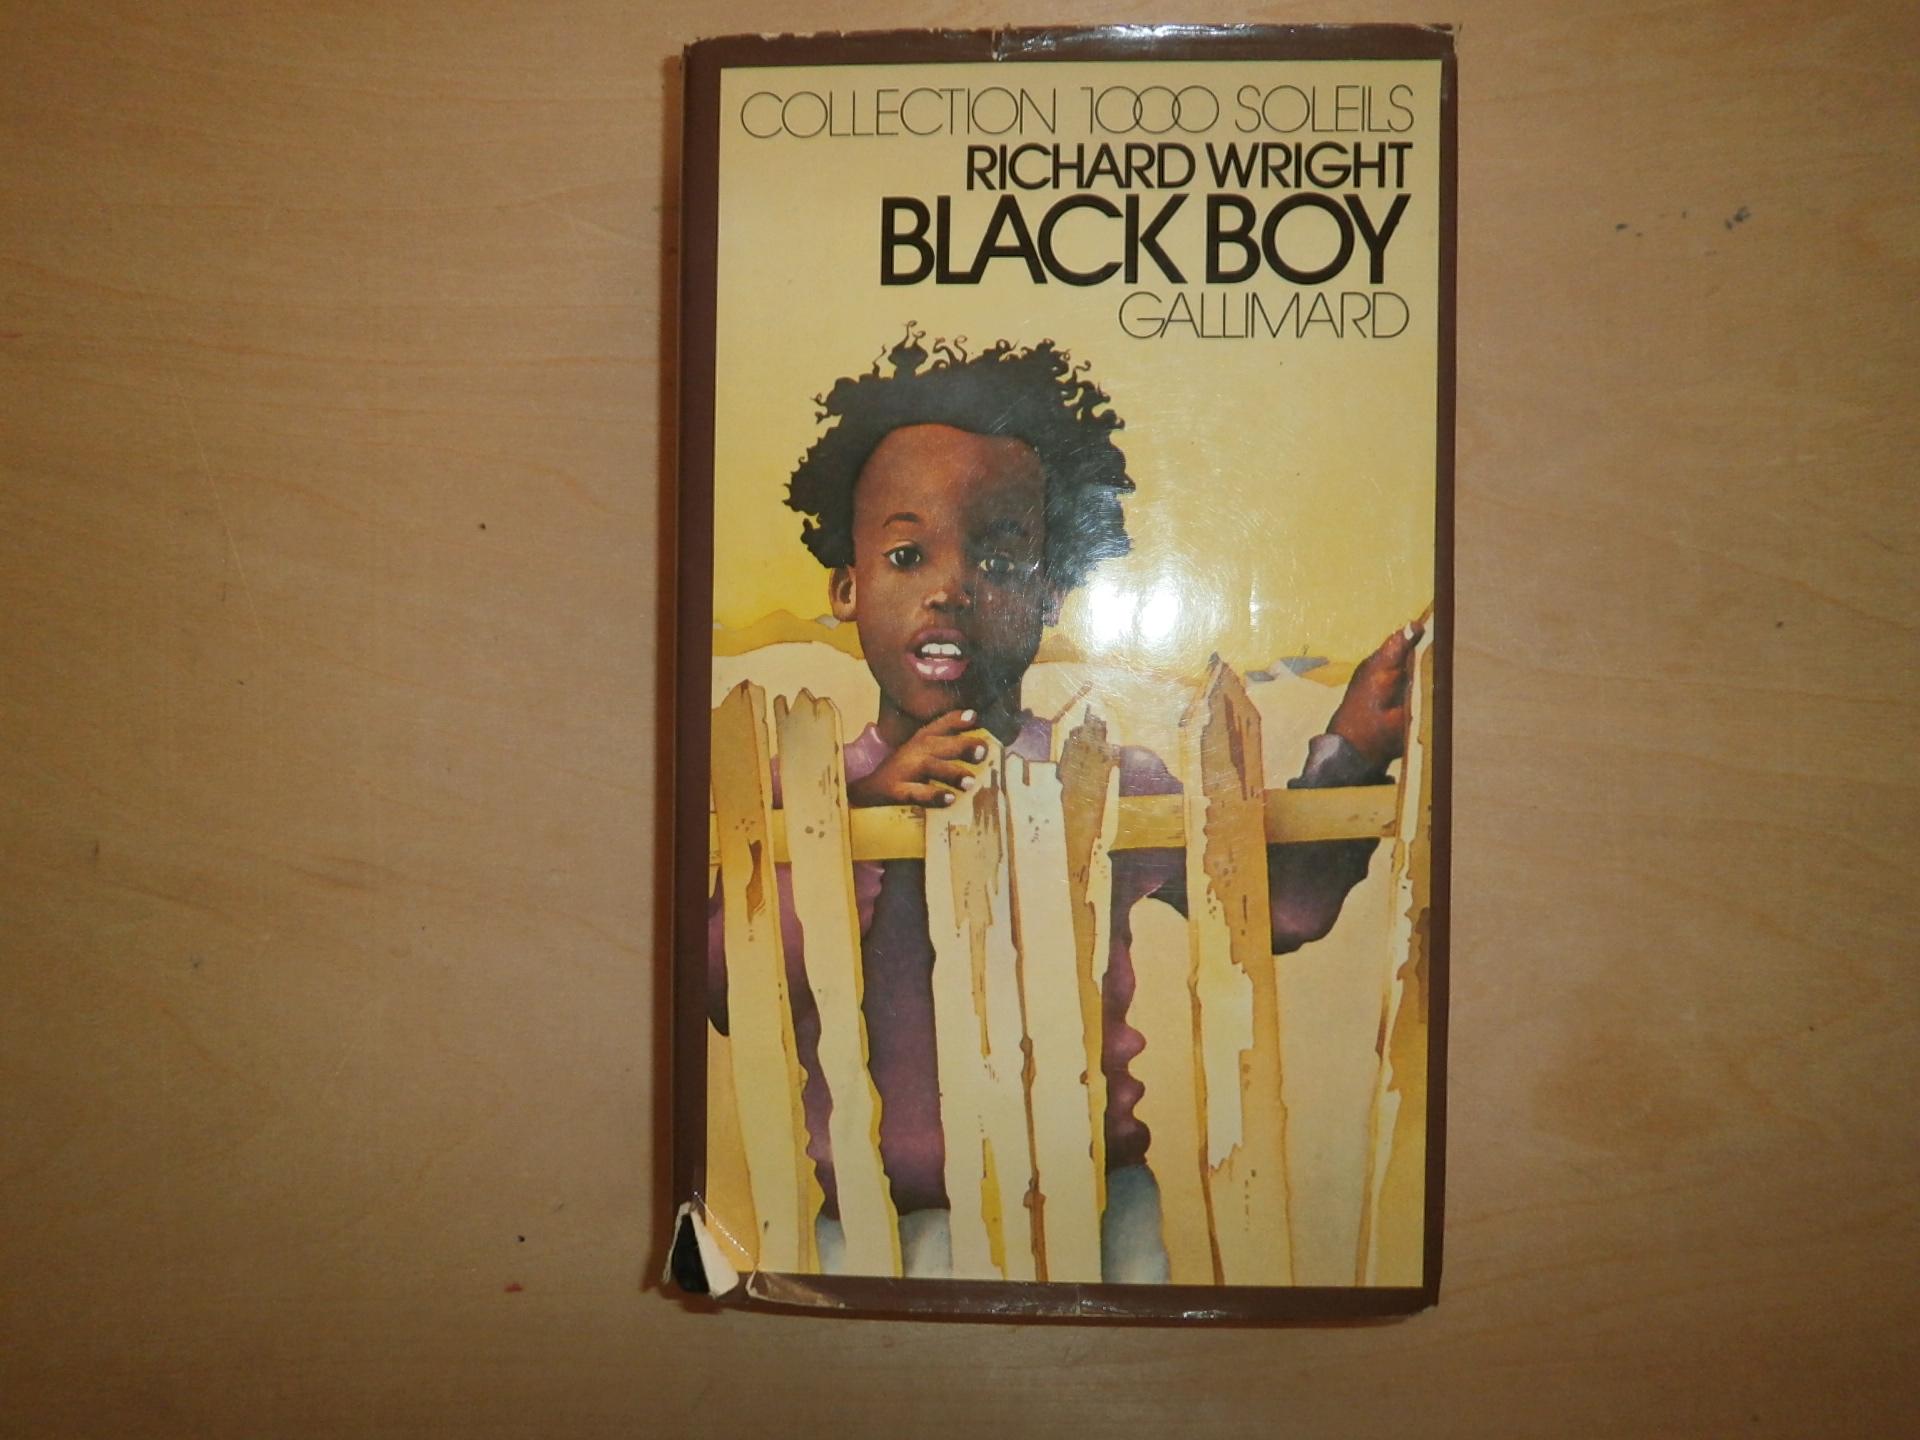 COLLECTION 1000 SOLEILS
RICHARD WRIGHT
BLACK BOY
GALLIMARD